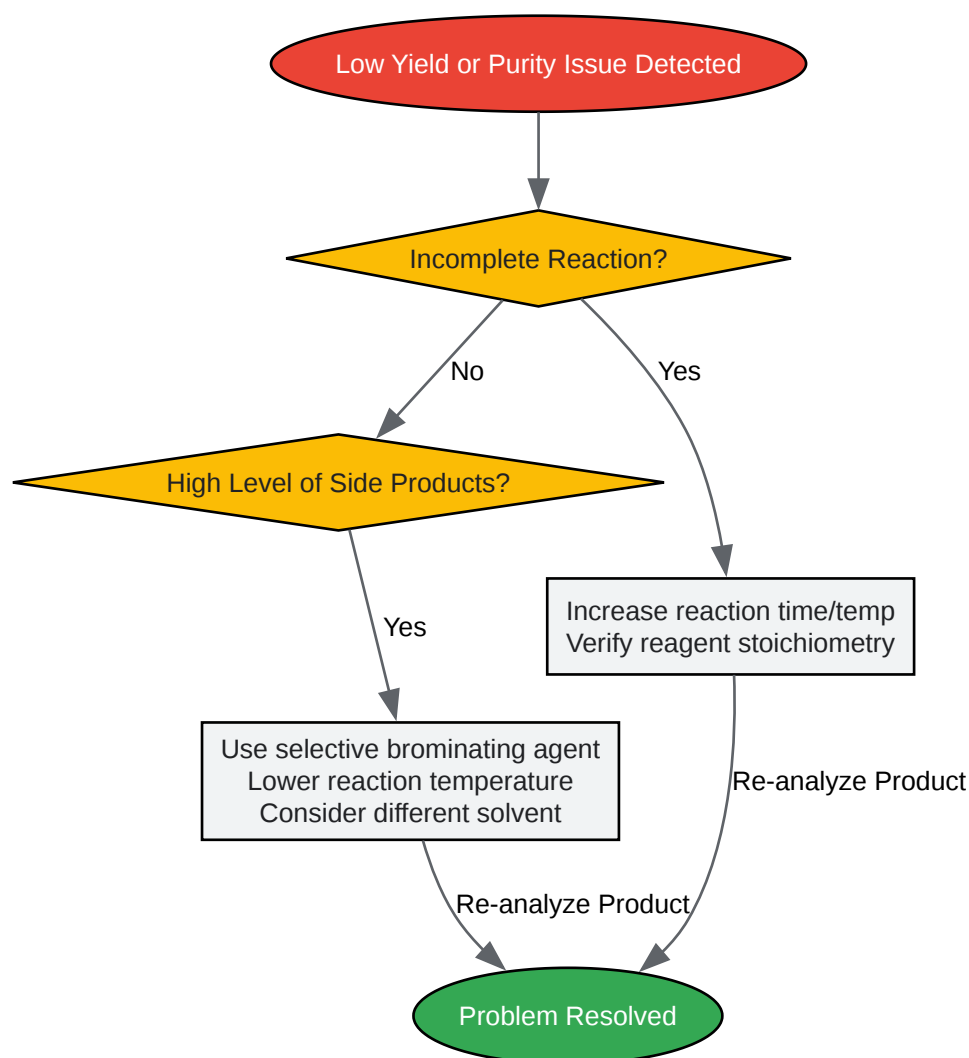 Low Yield or Purity Issue Detected
Incomplete Reaction?
No
Yes
High Level of Side Products?
Yes
Increase reaction time/temp
Verify reagent stoichiometry
Use selective brominating agent
Lower reaction temperature
Consider different solvent
Re-analyze Product
Re-analyze Product
Problem Resolved